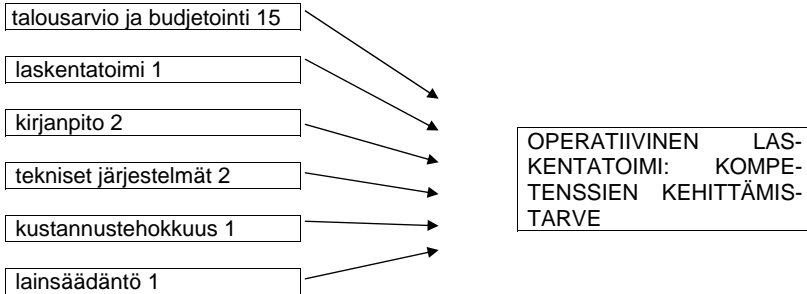 talousarvio ja budjetointi 15
laskentatoimi 1
kirjanpito 2
tekniset järjestelmät 2
kustannustehokkuus 1
lainsäädäntö 1
OPERATIIVINEN LAS-
KENTATOIMI: KOMPE-
TENSSIEN KEHITTÄMIS-
TARVE